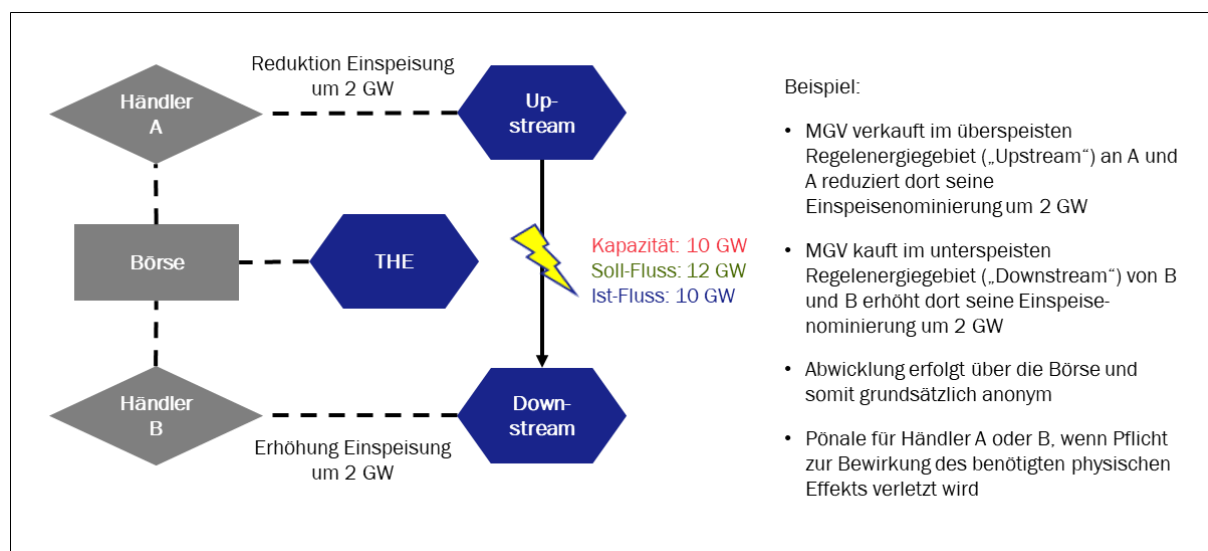 Reduktion Einspeisung
um 2 GW
Händler
A
Up-
stream
Börse
THE
Kapazität: 10 GW
Soll-Fluss: 12 GW
Ist-Fluss: 10 GW
Händler
B
Down-
stream
Erhöhung Einspeisung
um 2 GW
Beispiel:
• MGV verkauft im überspeisten
Regelenergiegebiet („Upstream“) an A und
A reduziert dort seine
Einspeisenominierung um 2 GW
• MGV kauft im unterspeisten
Regelenergiegebiet („Downstream“) von B
und B erhöht dort seine Einspeise-
nominierung um 2 GW
• Abwicklung erfolgt über die Börse und
somit grundsätzlich anonym
• Pönale für Händler A oder B, wenn Pflicht
zur Bewirkung des benötigten physischen
Effekts verletzt wird